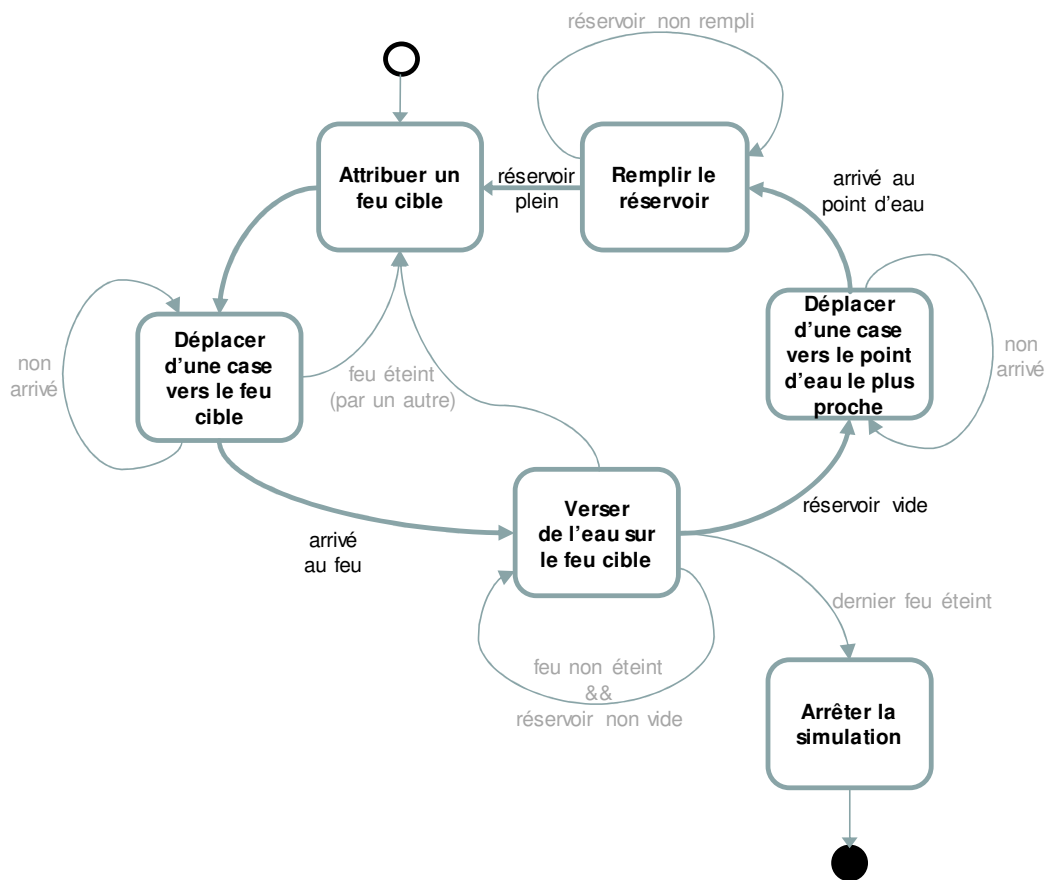 réservoir non rempli
Attribuer un
feu cible
réservoir
plein
Remplir le
réservoir
arrivé au
point d'eau
Déplacer
d'une case
vers le feu
cible
non
arrivé
feu éteint
(par un autre)
Déplacer
d'une case
vers le point
d'eau le plus
proche
non
arrivé
Verser
de l'eau sur
le feu cible
réservoir vide
arrivé
au feu
dernier feu éteint
feu non éteint
&&
réservoir non vide
Arrêter la
simulation